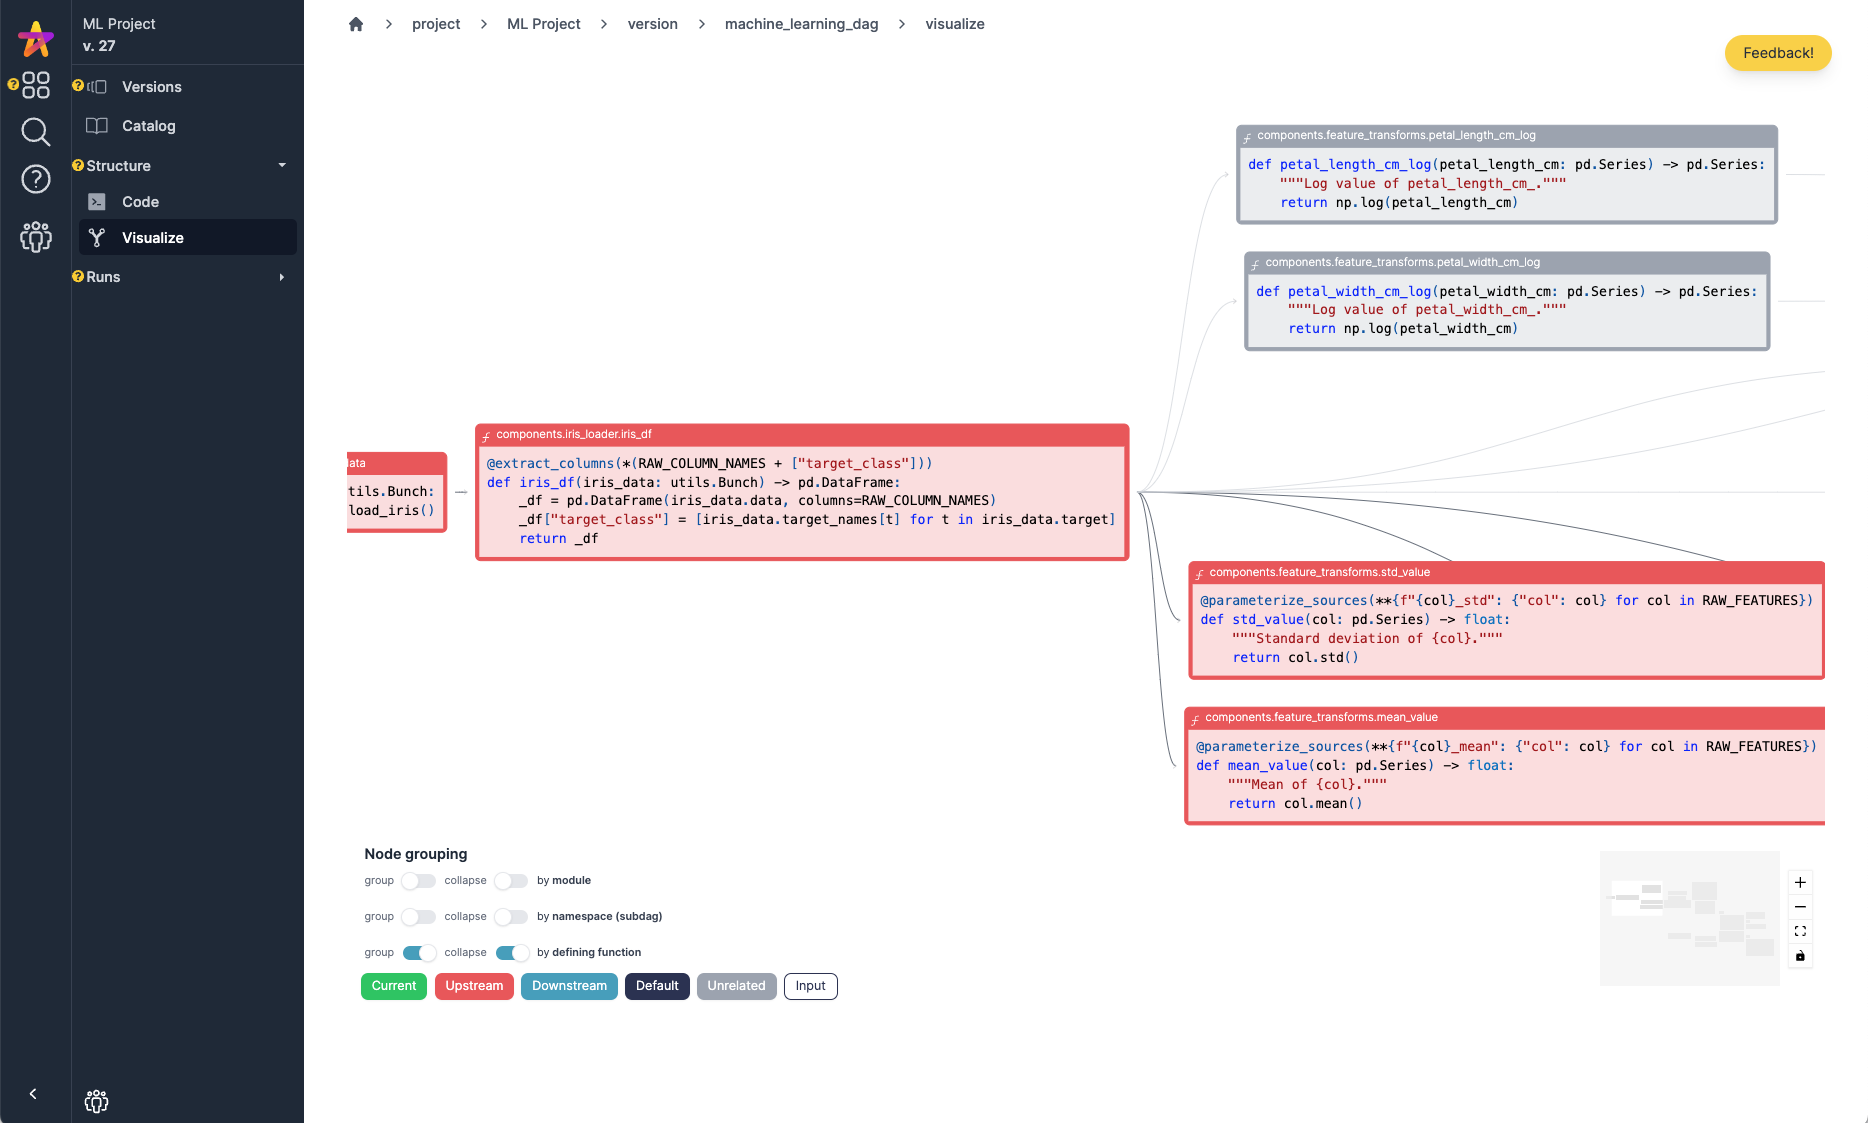 ML Project
v. 27
Versions
Catalog
Structure
Code
Visualize
Runs
project > ML Project > version > machine_learning_dag > visualize
Feedback!
components.feature_transforms.petal_length_cm_log
def petal_length_cm_log(petal_length_cm: pd.Series) -> pd.Series:
"""Log value of petal_length_cm_."""
return np.log(petal_length_cm)
components.feature_transforms.petal_width_cm_log
def petal_width_cm_log(petal_width_cm: pd.Series) -> pd.Series:
"""Log value of petal_width_cm_."""
return np.log(petal_width_cm)
data
tils.Bunch:
load_iris()
components.iris_loader.iris_df
@extract_columns(*(RAW_COLUMN_NAMES + ["target_class"]))
def iris_df(iris_data: utils.Bunch) -> pd.DataFrame:
_df = pd.DataFrame(iris_data.data, columns=RAW_COLUMN_NAMES)
_df["target_class"] = [iris_data.target_names[t] for t in iris_data.target]
return _df
components.feature_transforms.std_value
@parameterize_sources(**{f"{col}_std": {"col": col} for col in RAW_FEATURES})
def std_value(col: pd.Series) -> float:
"""Standard deviation of {col}."""
return col.std()
components.feature_transforms.mean_value
@parameterize_sources(**{f"{col}_mean": {"col": col} for col in RAW_FEATURES})
def mean_value(col: pd.Series) -> float:
"""Mean of {col}."""
return col.mean()
Node grouping
group collapse by module
group collapse by namespace (subdag)
group collapse by defining function
Current Upstream Downstream Default Unrelated Input